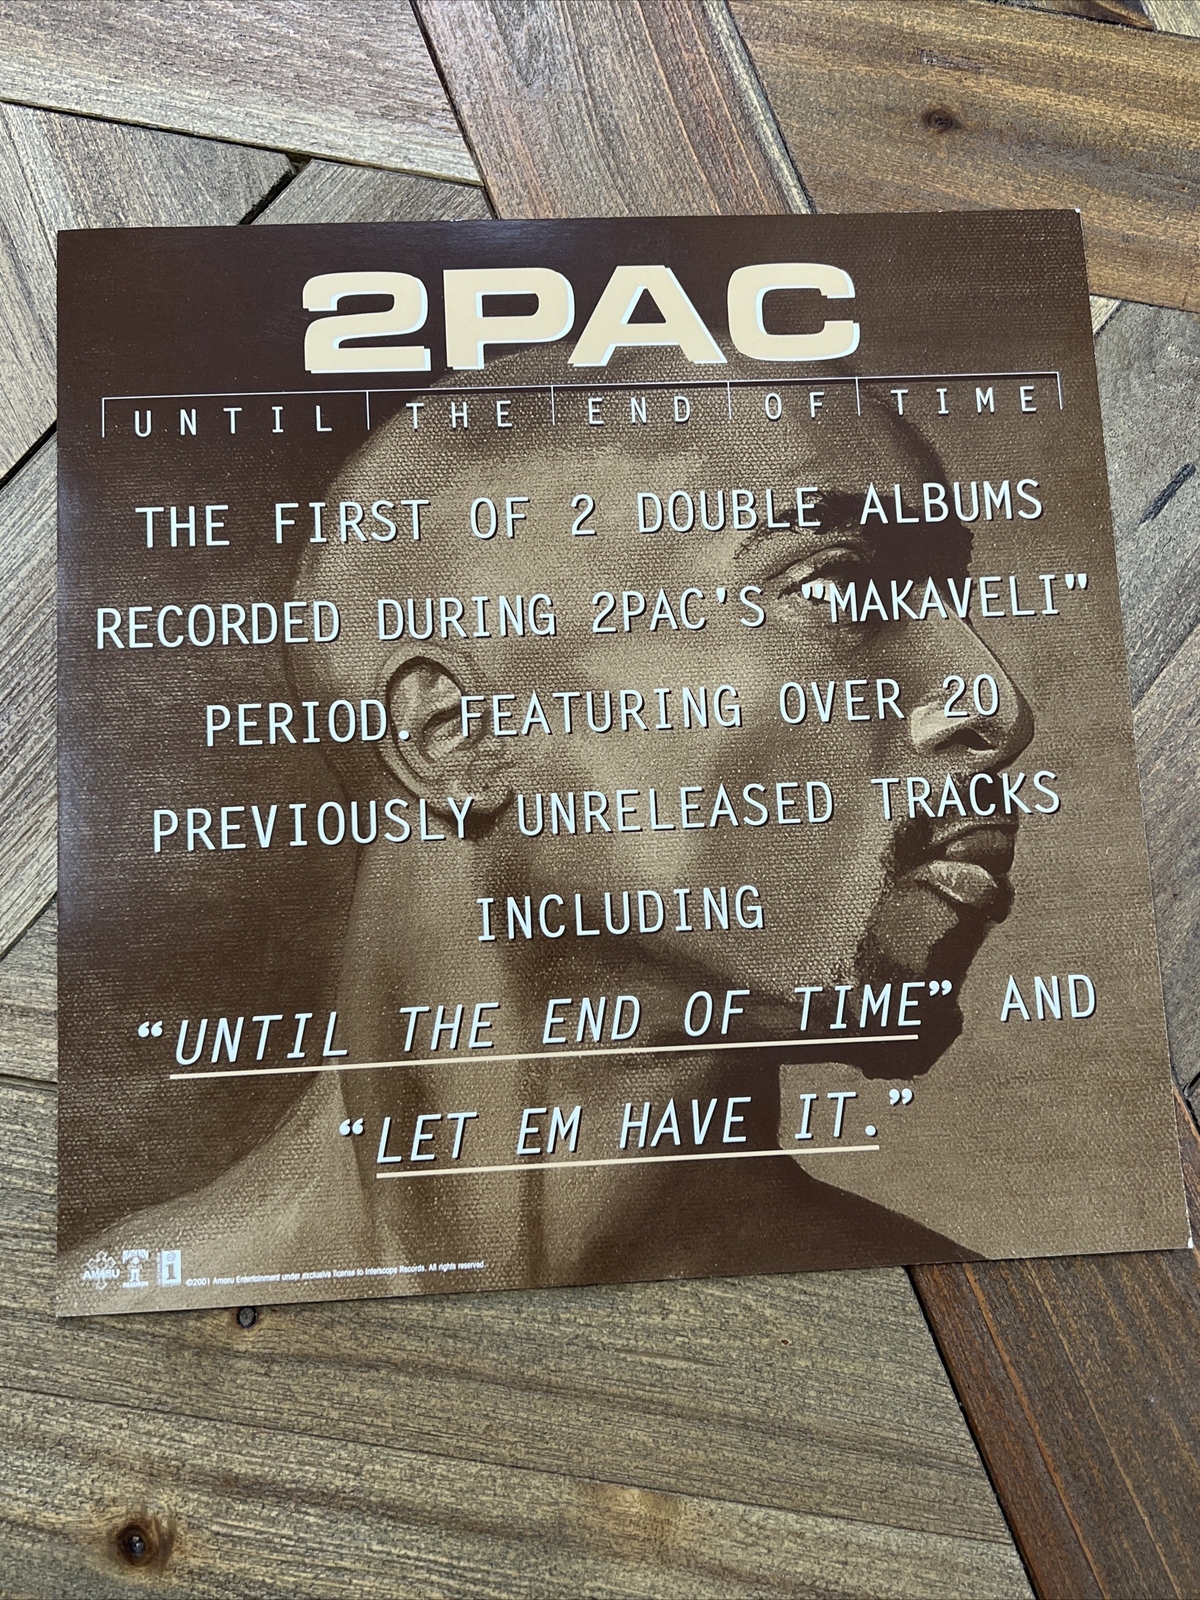 2PAC
UNTIL THE END OF TIME
THE FIRST OF 2 DOUBLE ALBUMS
RECORDED DURING 2PAC'S "MAKAVELI"
PERIOD. FEATURING OVER 20
PREVIOUSLY UNRELEASED TRACKS
INCLUDING
“UNTIL THE END OF TIME” AND
“LET EM HAVE IT.”
AMARU
©2001 Amaru Entertainment under exclusive license to Interscope Records. All rights reserved.